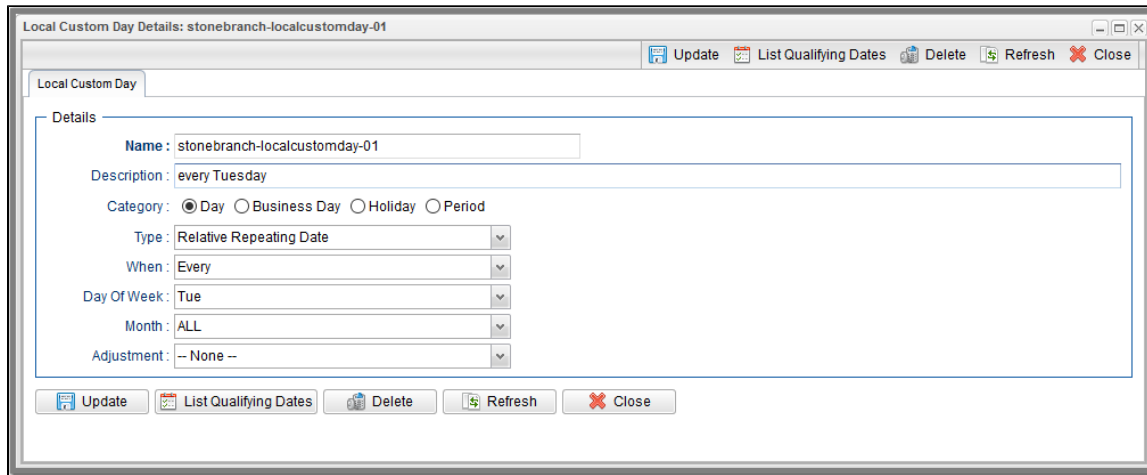 Local Custom Day Details: stonebranch-localcustomday-01
Update List Qualifying Dates Delete Refresh Close
Local Custom Day
Details
Name : stonebranch-localcustomday-01
Description : every Tuesday
Category : Day Business Day Holiday Period
Type : Relative Repeating Date
When : Every
Day Of Week : Tue
Month : ALL
Adjustment : -- None --
Update List Qualifying Dates Delete Refresh Close